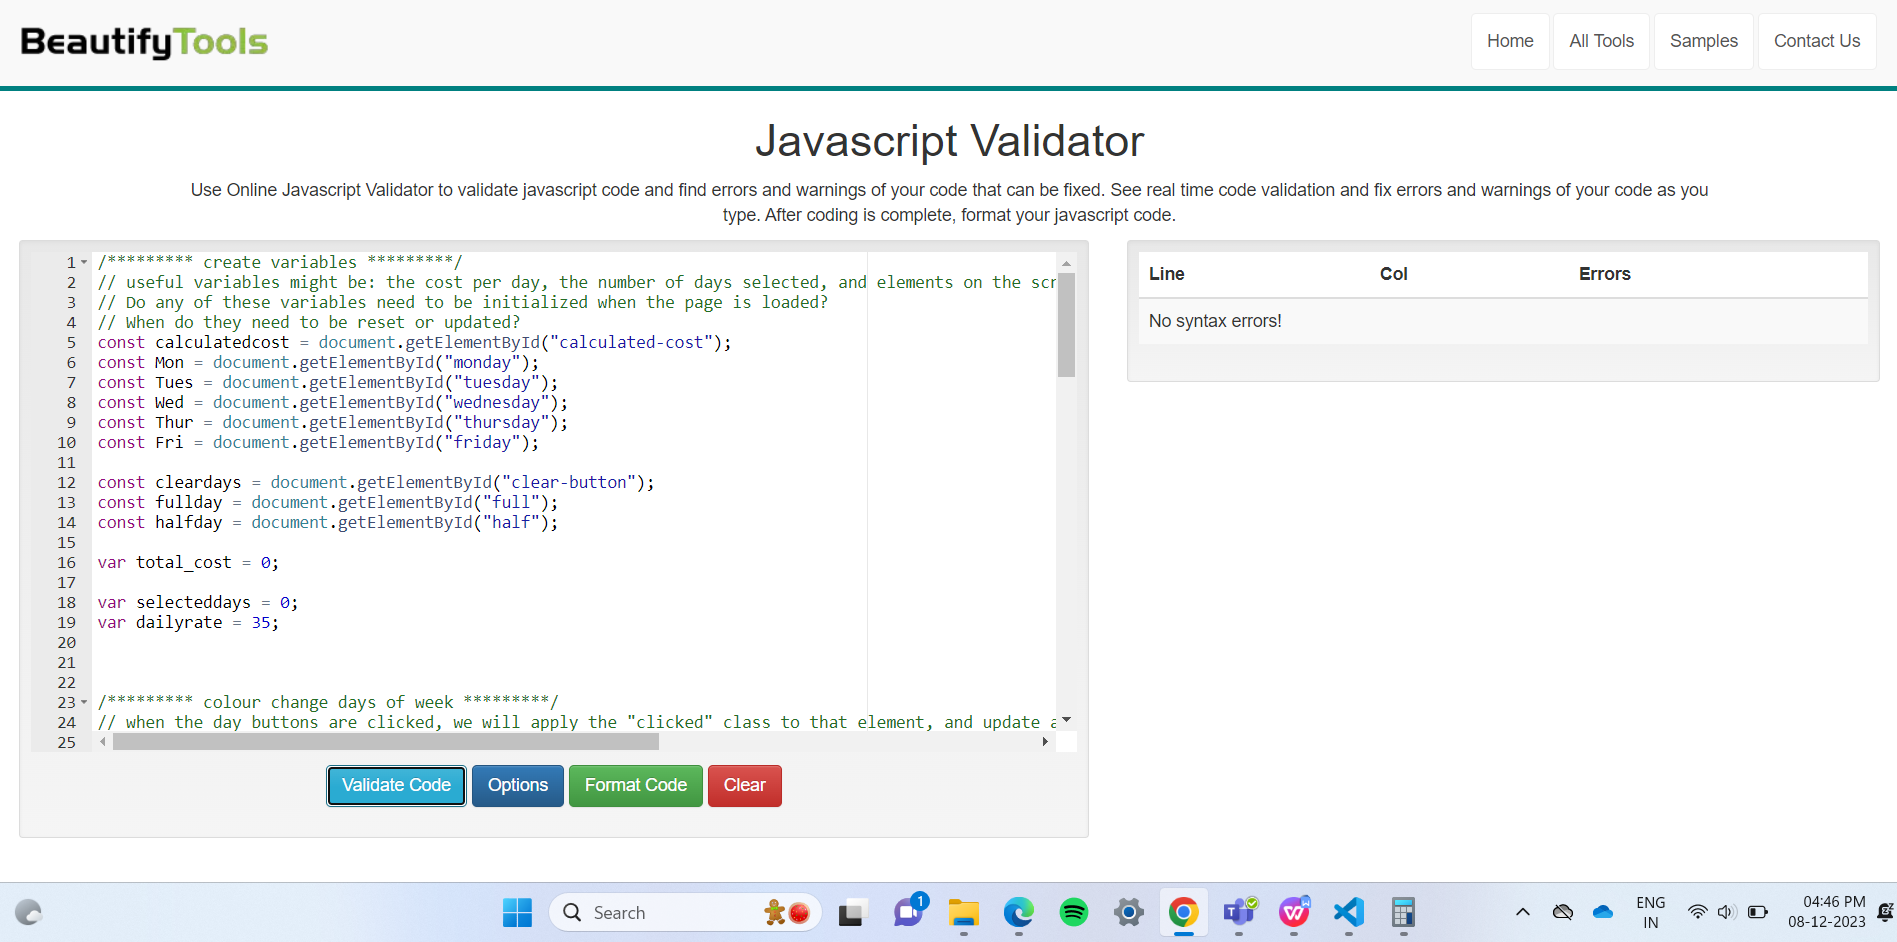 BeautifyTools
Home
All Tools
Samples
Contact Us
Javascript Validator
Use Online Javascript Validator to validate javascript code and find errors and warnings of your code that can be fixed. See real time code validation and fix errors and warnings of your code as you
type. After coding is complete, format your javascript code.
1 /********* create variables *********/
2 // useful variables might be: the cost per day, the number of days selected, and elements on the scr
3 // Do any of these variables need to be initialized when the page is loaded?
4 // When do they need to be reset or updated?
5 const calculatedcost = document.getElementById("calculated-cost");
6 const Mon = document.getElementById("monday");
7 const Tues = document.getElementById("tuesday");
8 const Wed = document.getElementById("wednesday");
9 const Thur = document.getElementById("thursday");
10 const Fri = document.getElementById("friday");
11
12 const cleardays = document.getElementById("clear-button");
13 const fullday = document.getElementById("full");
14 const halfday = document.getElementById("half");
15
16 var total_cost = 0;
17
18 var selecteddays = 0;
19 var dailyrate = 35;
20
21
22
23 /********* colour change days of week *********/
24 // when the day buttons are clicked, we will apply the "clicked" class to that element, and update a
25
Validate Code
Options
Format Code
Clear
Line Col Errors
No syntax errors!
Search
1
ENG
IN
04:46 PM
08-12-2023